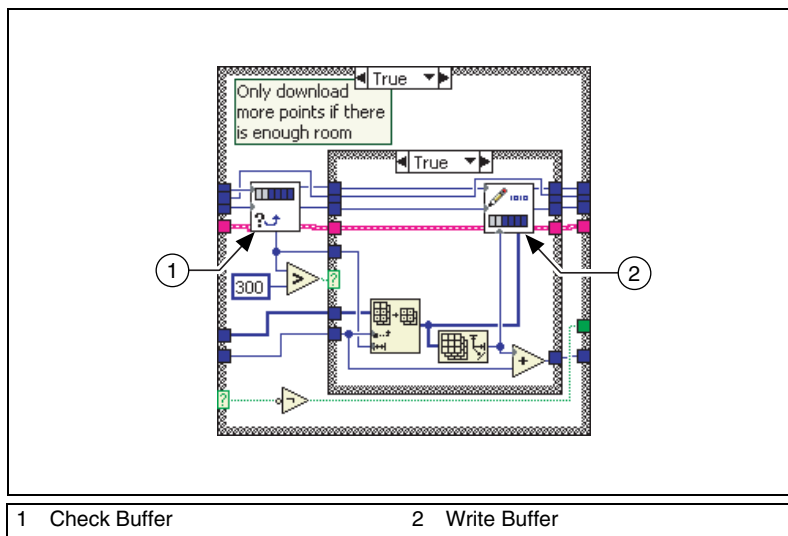 True
Only download
more points if there
is enough room
True
?
1010
1
2
300
>
?
+
?
1 Check Buffer 2 Write Buffer